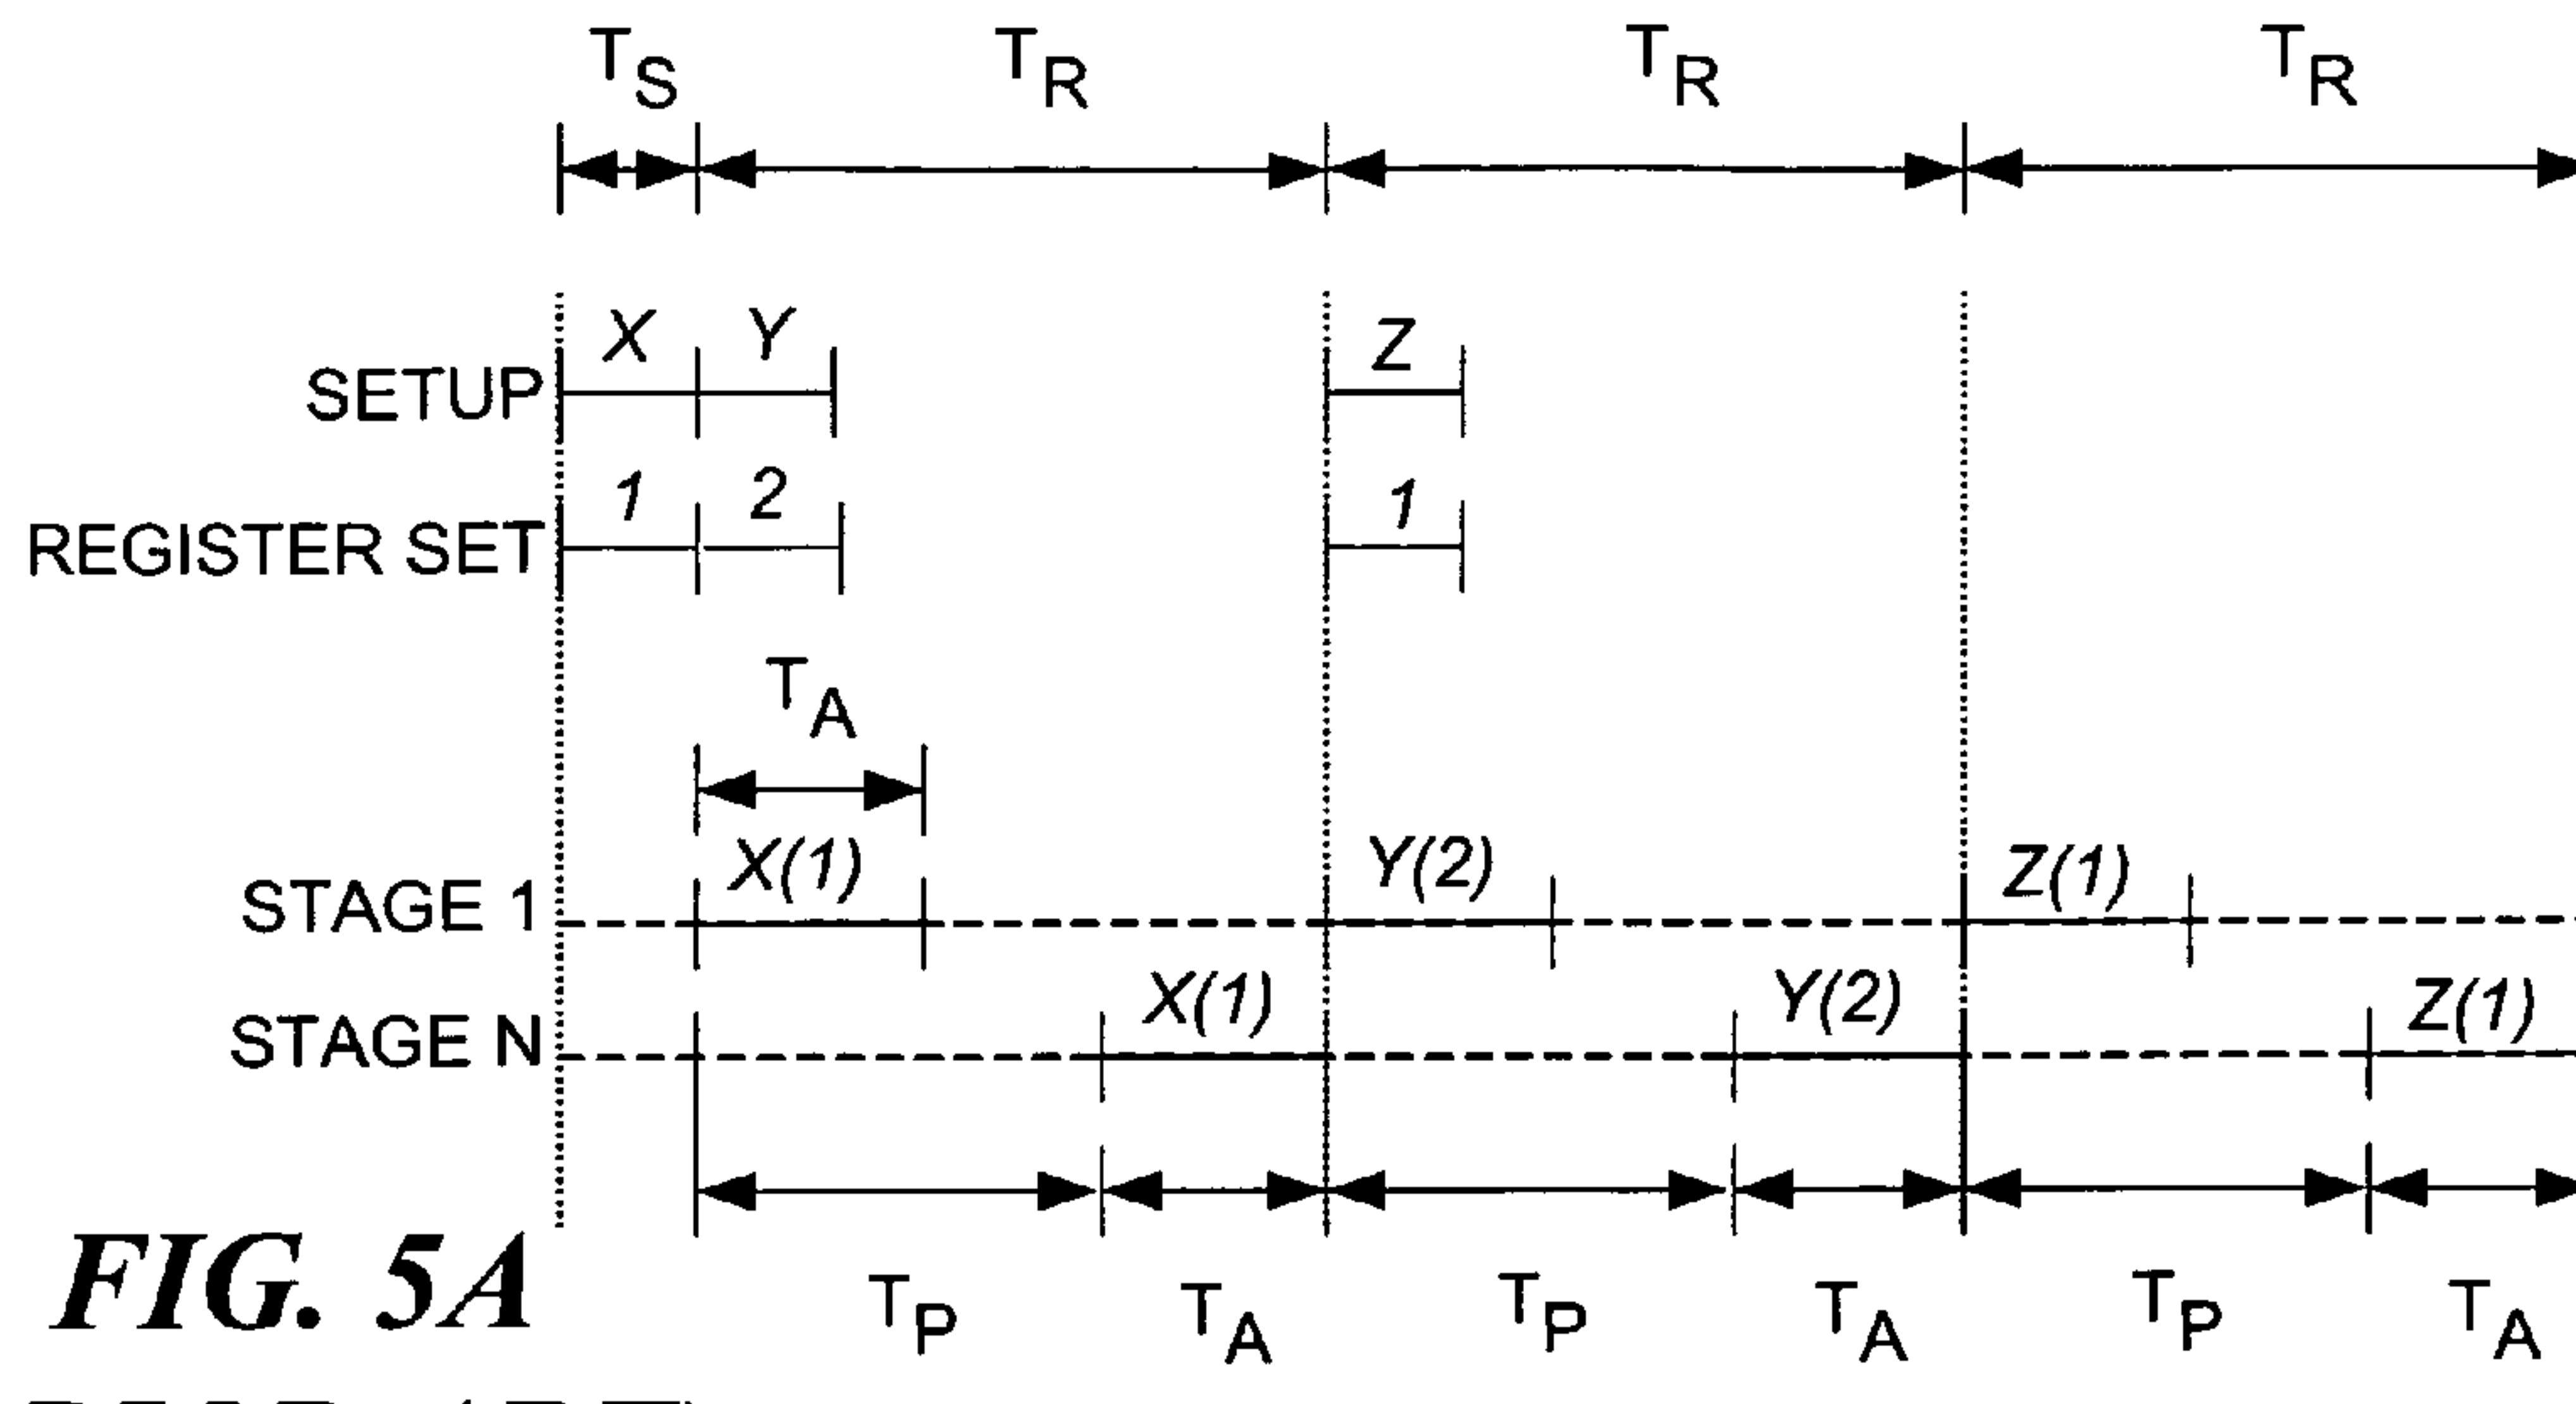 TS TR TR TR
X Y Z
SETUP
1 2 1
REGISTER SET
TA
X(1) Y(2) Z(1)
STAGE 1
X(1) Y(2) Z(1)
STAGE N
TP TA TP TA TP TA
FIG. 5A